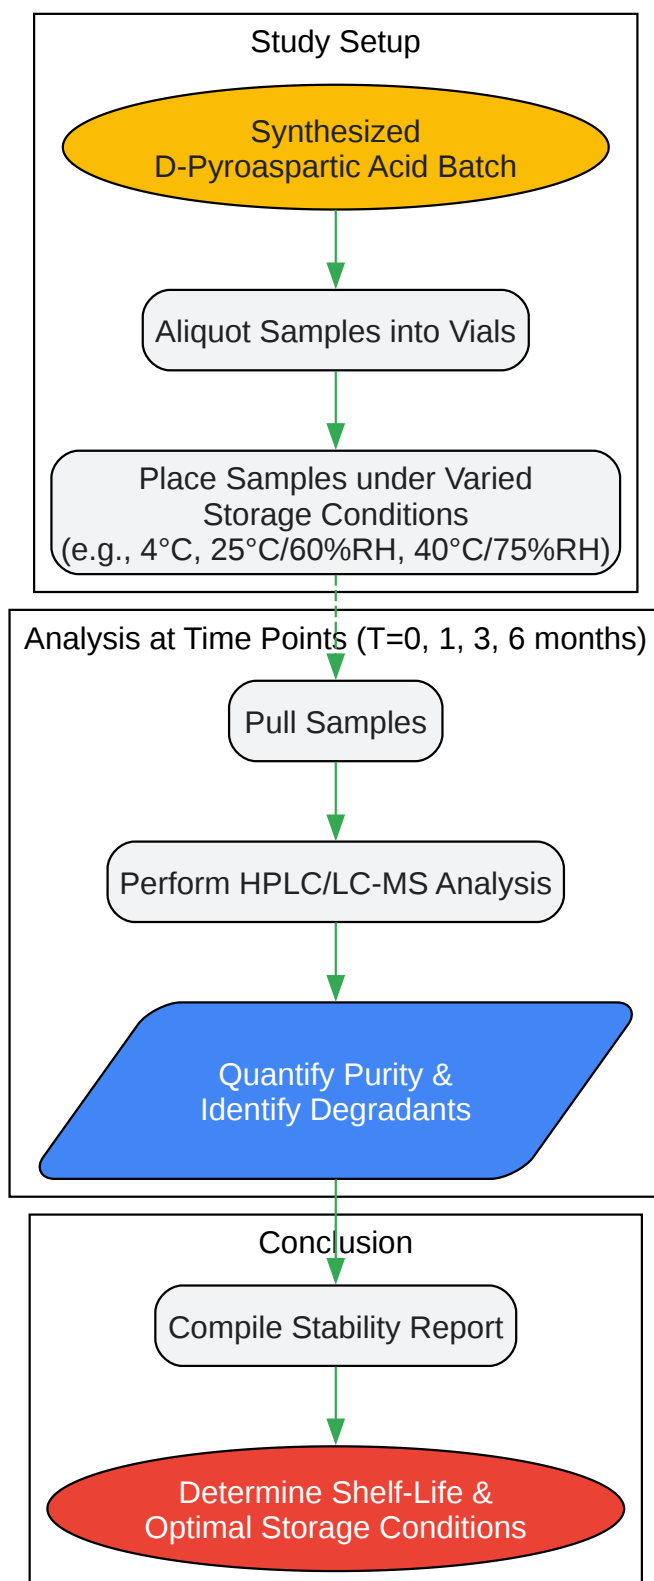 Study Setup
Synthesized
D-Pyroaspartic Acid Batch
Aliquot Samples into Vials
Place Samples under Varied
Storage Conditions
(e.g., 4°C, 25°C/60%RH, 40°C/75%RH)
Analysis at Time Points (T=0, 1, 3, 6 months)
Pull Samples
Perform HPLC/LC-MS Analysis
Quantify Purity &
Identify Degradants
Conclusion
Compile Stability Report
Determine Shelf-Life &
Optimal Storage Conditions